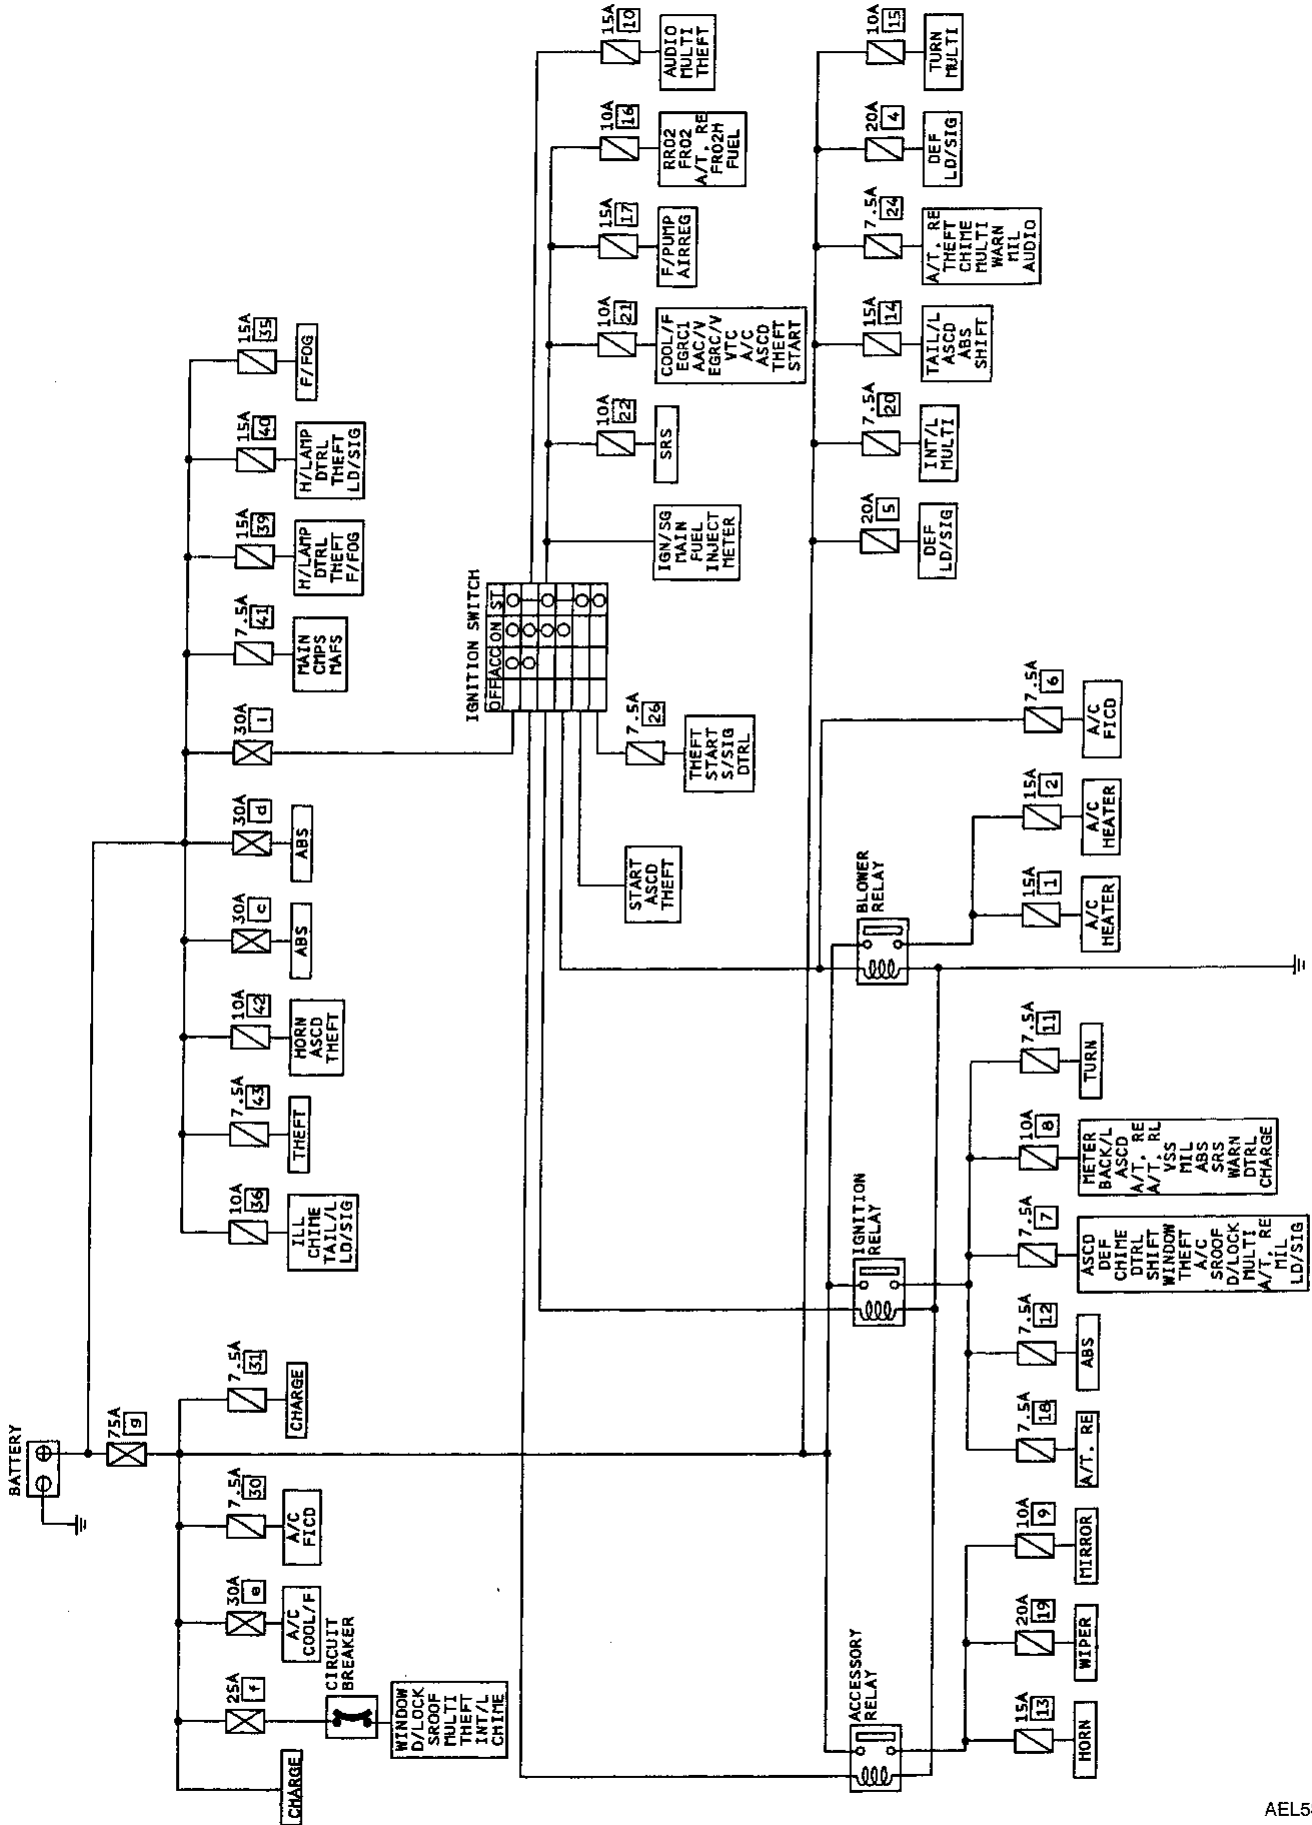 BATTERY
75A
g
CHARGE
25A
f
CIRCUIT
BREAKER
WINDOW
D/LOCK
SROOF
MULTI
THEFT
INT/L
CHIME
30A
e
A/C
COOL/F
7.5A
30
A/C
FICD
7.5A
31
CHARGE
10A
36
ILL
CHIME
TAIL/L
LD/SIG
7.5A
43
THEFT
10A
42
HORN
ASCD
THEFT
30A
c
ABS
30A
d
ABS
30A
i
7.5A
41
MAIN
CMPS
MAFS
15A
39
H/LAMP
DTRL
THEFT
F/FOG
15A
40
H/LAMP
DTRL
THEFT
LD/SIG
15A
35
F/FOG
IGNITION SWITCH
OFF ACC ON ST
START
ASCD
THEFT
7.5A
26
THEFT
START
S/SIG
DTRL
IGN/SG
MAIN
FUEL
INJECT
METER
10A
22
SRS
10A
21
COOL/F
EGRC1
AAC/V
EGRC/V
VTC
A/C
ASCD
THEFT
START
15A
17
F/PUMP
AIRREG
10A
16
RRO2
FRO2
A/T, RE
FRO2H
FUEL
15A
10
AUDIO
MULTI
THEFT
ACCESSORY
RELAY
IGNITION
RELAY
BLOWER
RELAY
20A
5
DEF
LD/SIG
7.5A
20
INT/L
MULTI
15A
14
TAIL/L
ASCD
ABS
SHIFT
7.5A
24
A/T, RE
THEFT
CHIME
MULTI
WARN
MIL
AUDIO
20A
4
DEF
LD/SIG
10A
15
TURN
MULTI
15A
13
HORN
20A
19
WIPER
10A
9
MIRROR
7.5A
18
A/T, RE
7.5A
12
ABS
7.5A
7
ASCD
DEF
CHIME
DTRL
SHIFT
WINDOW
THEFT
A/C
SROOF
D/LOCK
MULTI
A/T, RE
MIL
LD/SIG
10A
8
METER
BACK/L
ASCD
A/T, RE
A/T, RL
VSS
MIL
ABS
SRS
WARN
DTRL
CHARGE
7.5A
11
TURN
15A
1
A/C
HEATER
15A
2
A/C
HEATER
7.5A
6
A/C
FICD